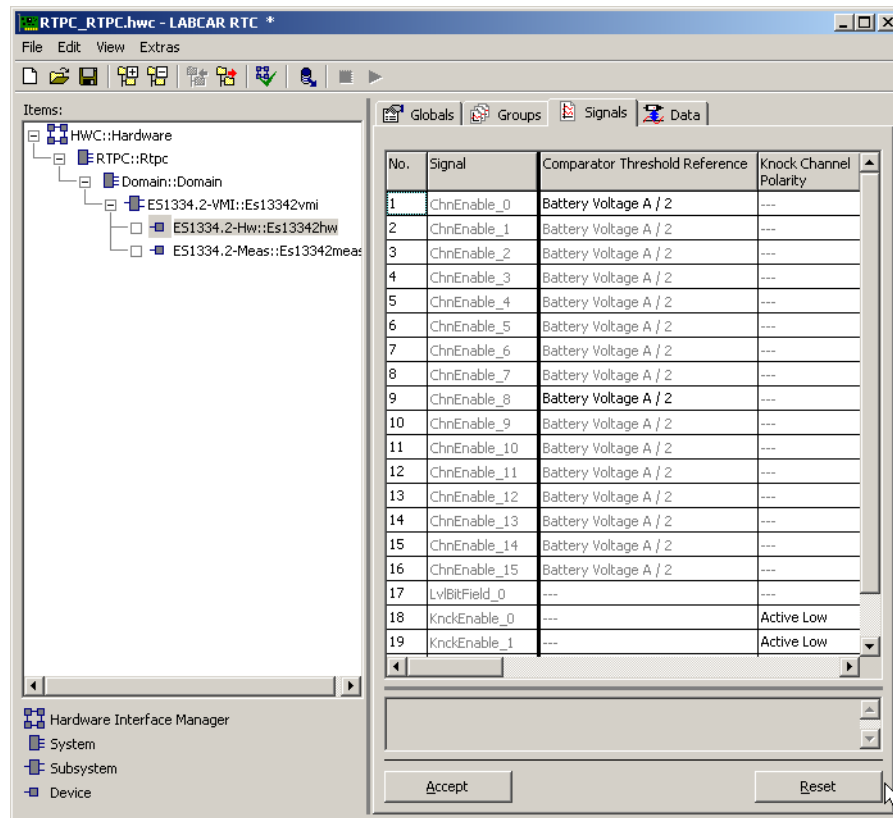 RTPC_RTPC.hwc - LABCAR RTC *
File Edit View Extras
Items:
HWC::Hardware
RTPC::Rtpc
Domain::Domain
ES1334.2-VMI::Es13342vmi
ES1334.2-Hw::Es13342hw
ES1334.2-Meas::Es13342meas
Hardware Interface Manager
System
Subsystem
Device
Globals Groups Signals Data
No. Signal Comparator Threshold Reference Knock Channel Polarity
1 ChnEnable_0 Battery Voltage A / 2 ---
2 ChnEnable_1 Battery Voltage A / 2 ---
3 ChnEnable_2 Battery Voltage A / 2 ---
4 ChnEnable_3 Battery Voltage A / 2 ---
5 ChnEnable_4 Battery Voltage A / 2 ---
6 ChnEnable_5 Battery Voltage A / 2 ---
7 ChnEnable_6 Battery Voltage A / 2 ---
8 ChnEnable_7 Battery Voltage A / 2 ---
9 ChnEnable_8 Battery Voltage A / 2 ---
10 ChnEnable_9 Battery Voltage A / 2 ---
11 ChnEnable_10 Battery Voltage A / 2 ---
12 ChnEnable_11 Battery Voltage A / 2 ---
13 ChnEnable_12 Battery Voltage A / 2 ---
14 ChnEnable_13 Battery Voltage A / 2 ---
15 ChnEnable_14 Battery Voltage A / 2 ---
16 ChnEnable_15 Battery Voltage A / 2 ---
17 LvlBitField_0 --- ---
18 KnckEnable_0 --- Active Low
19 KnckEnable_1 --- Active Low
Accept Reset